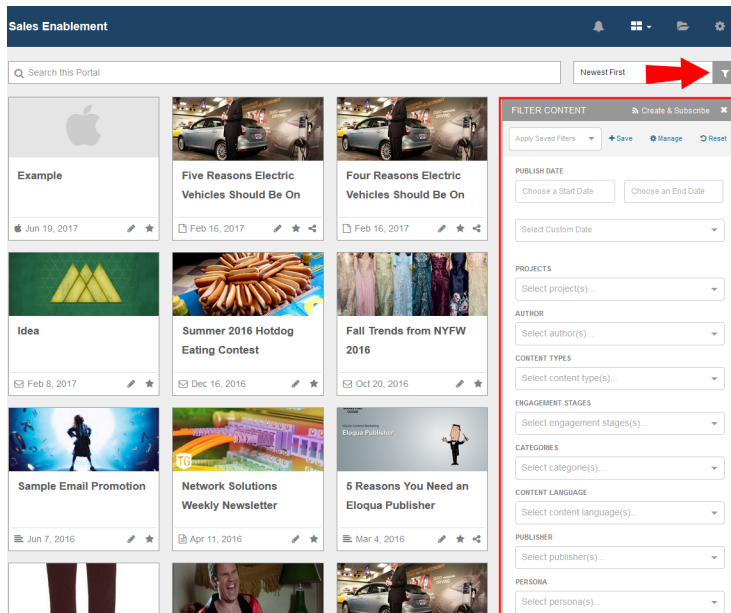 Sales Enablement
Search this Portal
Newest First
Example
Jun 19, 2017
Five Reasons Electric
Vehicles Should Be On
Feb 16, 2017
Four Reasons Electric
Vehicles Should Be On
Feb 16, 2017
Idea
Feb 8, 2017
Summer 2016 Hotdog
Eating Contest
Dec 16, 2016
Fall Trends from NYFW
2016
Oct 20, 2016
Sample Email Promotion
Jun 7, 2016
TG
Network Solutions
Weekly Newsletter
Apr 11, 2016
Eloqua Publisher
5 Reasons You Need an
Eloqua Publisher
Mar 4, 2016
FILTER CONTENT
Create & Subscribe
Apply Saved Filters
Save
Manage
Reset
PUBLISH DATE
Choose a Start Date
Choose an End Date
Select Custom Date
PROJECTS
Select project(s)...
AUTHOR
Select author(s)...
CONTENT TYPES
Select content type(s)...
ENGAGEMENT STAGES
Select engagement stages(s)...
CATEGORIES
Select categorie(s)...
CONTENT LANGUAGE
Select content language(s)...
PUBLISHER
Select publisher(s)...
PERSONA
Select persona(s)...